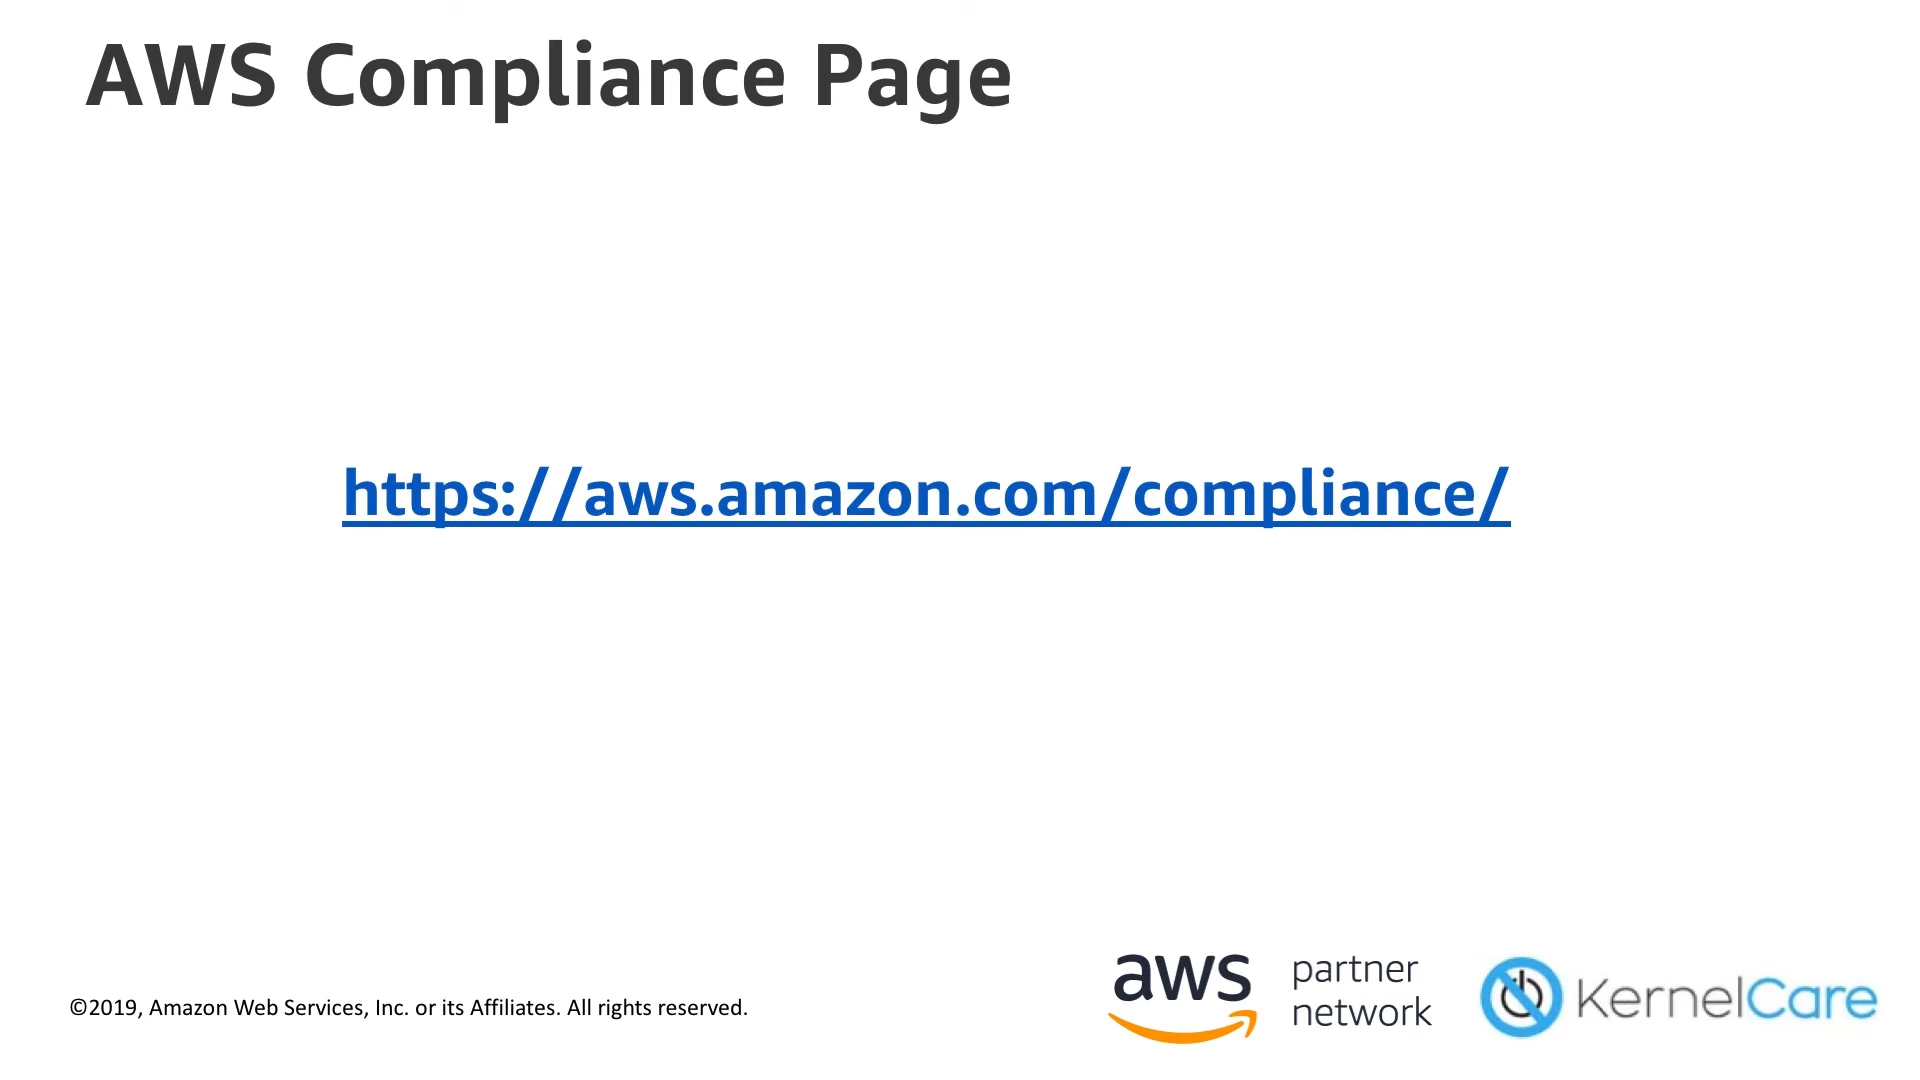 AWS Compliance Page
https://aws.amazon.com/compliance/
©2019, Amazon Web Services, Inc. or its Affiliates. All rights reserved.
aws
partner
network
KernelCare